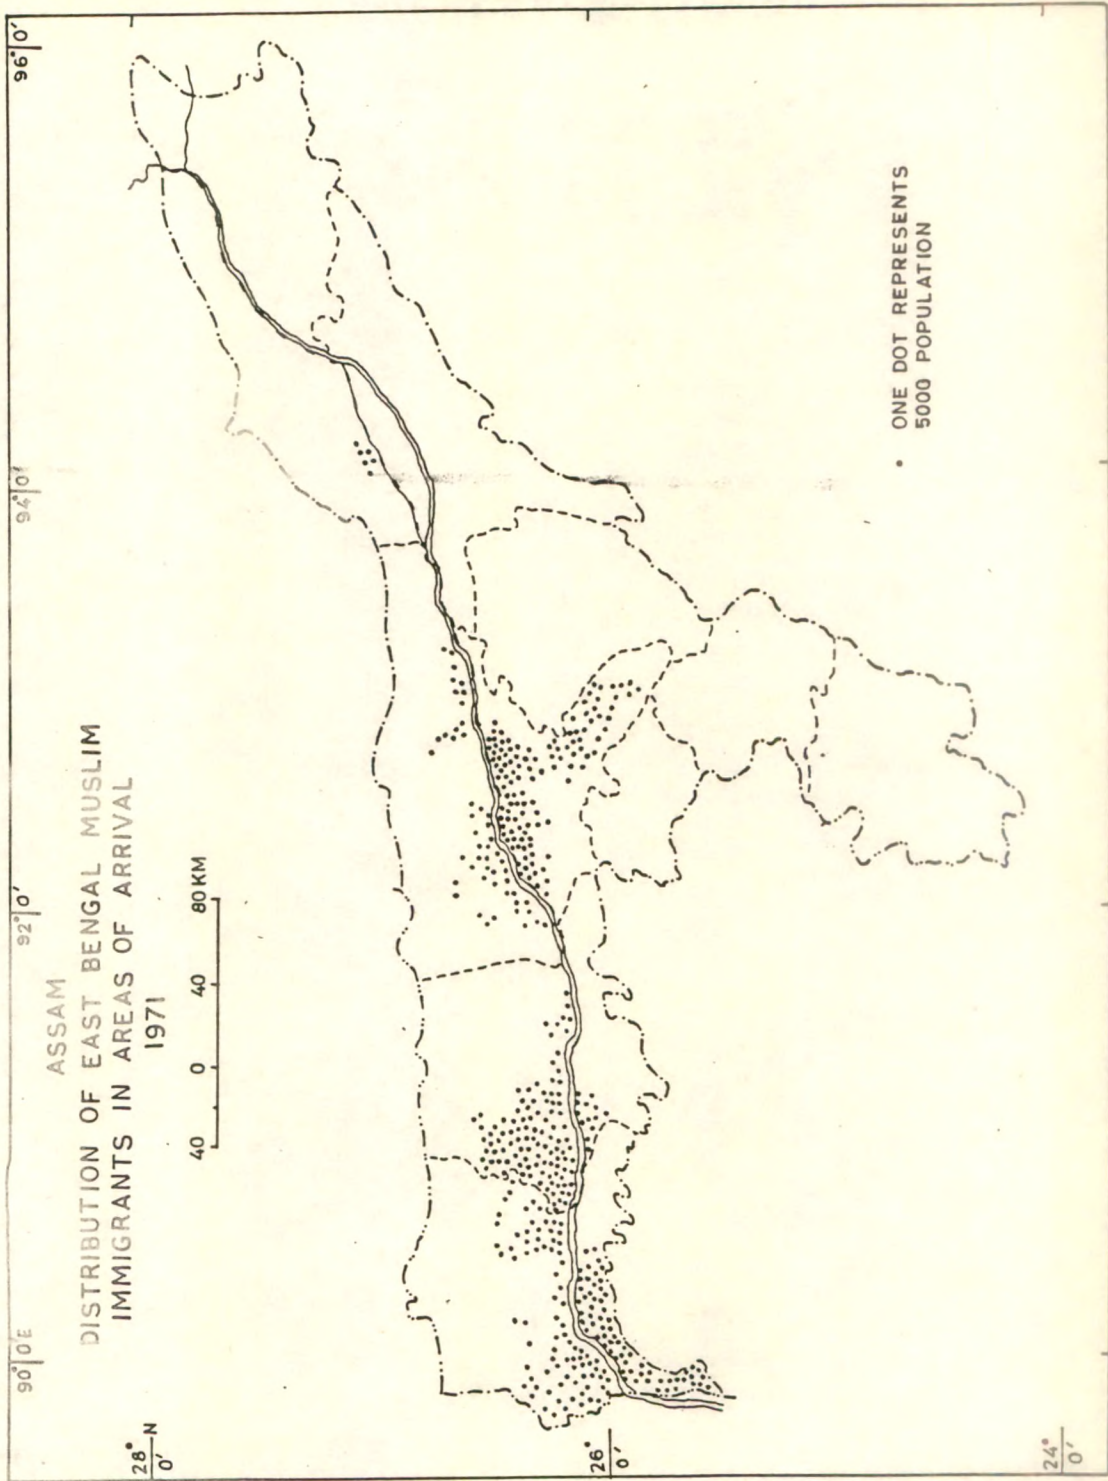 ASSAM
DISTRIBUTION OF EAST BENGAL MUSLIM
IMMIGRANTS IN AREAS OF ARRIVAL
1971
40 0 40 80 KM
90° 0' E
92° 0'
94° 0'
96° 0'
28° 0' N
26° 0'
24° 0'
• ONE DOT REPRESENTS
5000 POPULATION